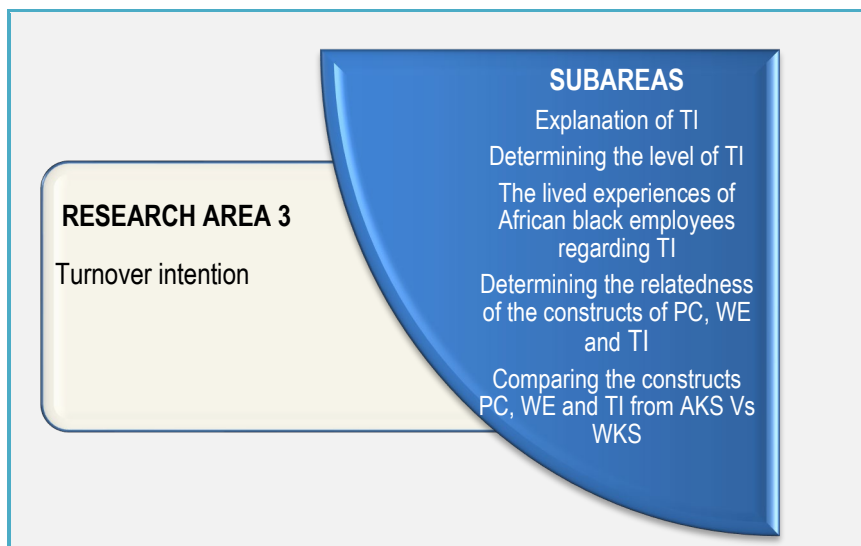 RESEARCH AREA 3
Turnover intention
SUBAREAS
Explanation of TI
Determining the level of TI
The lived experiences of
African black employees
regarding TI
Determining the relatedness
of the constructs of PC, WE
and TI
Comparing the constructs
PC, WE and TI from AKS Vs
WKS